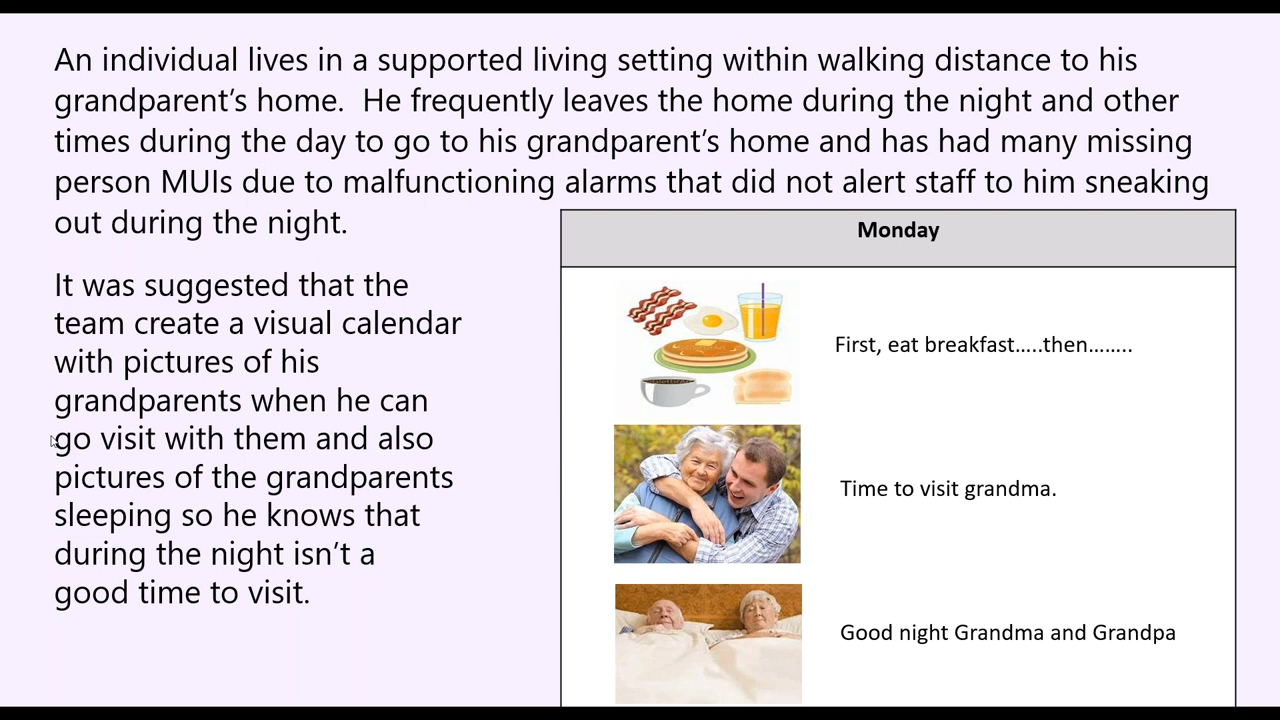 An individual lives in a supported living setting within walking distance to his
grandparent’s home.  He frequently leaves the home during the night and other
times during the day to go to his grandparent’s home and has had many missing
person MUIs due to malfunctioning alarms that did not alert staff to him sneaking
out during the night.
It was suggested that the
team create a visual calendar
with pictures of his
grandparents when he can
go visit with them and also
pictures of the grandparents
sleeping so he knows that
during the night isn’t a
good time to visit.
Monday
First, eat breakfast…..then……..
Time to visit grandma.
Good night Grandma and Grandpa